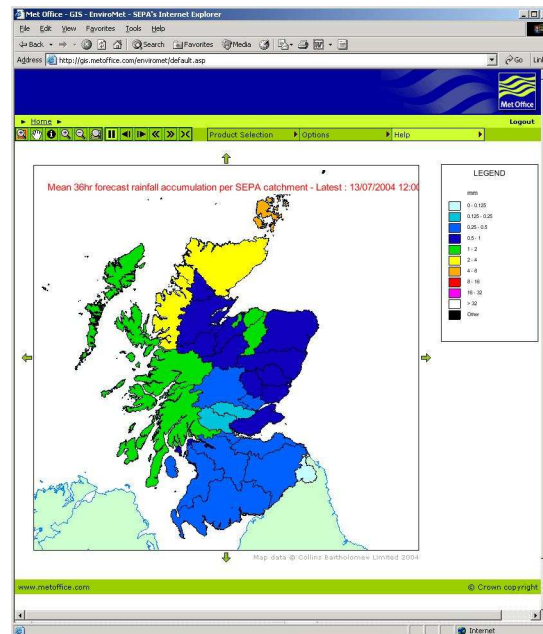 Met Office - GIS - EnviroMet - SEPA's Internet Explorer
File Edit View Favorites Tools Help
Back Search Favorites Media
Address http://gis.metoffice.com/enviromet/default.asp Go Link
Met Office
Home Logout
Product Selection Options Help
Mean 36hr forecast rainfall accumulation per SEPA catchment - Latest : 13/07/2004 12:00
LEGEND
mm
0 - 0.125
0.125 - 0.25
0.25 - 0.5
0.5 - 1
1 - 2
2 - 4
4 - 8
8 - 16
16 - 32
> 32
Other
Map data @ Collins Bartholomew Limited 2004
www.metoffice.com © Crown copyright
Internet